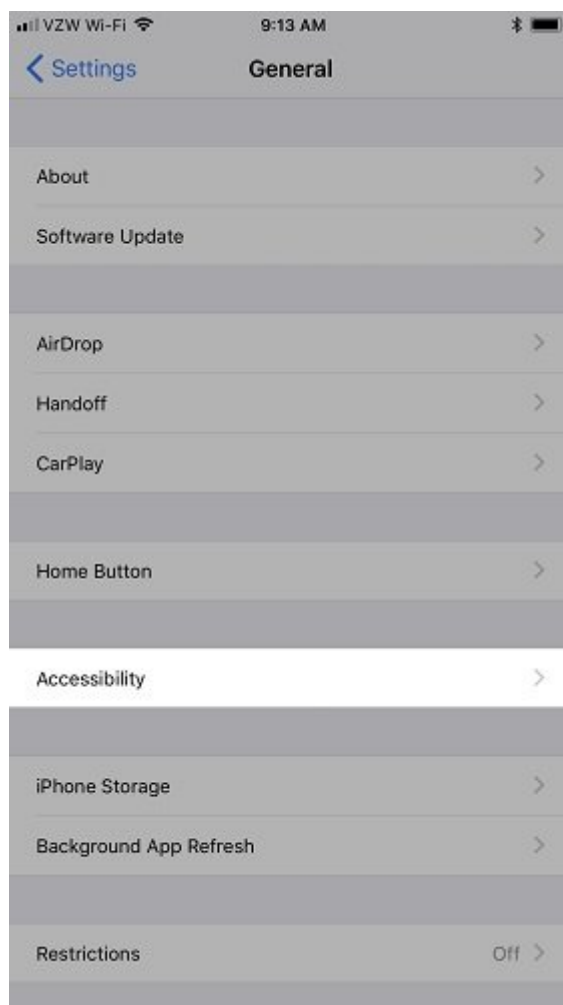 VZW Wi-Fi 9:13 AM
Settings General
About
Software Update
AirDrop
Handoff
CarPlay
Home Button
Accessibility
iPhone Storage
Background App Refresh
Restrictions Off